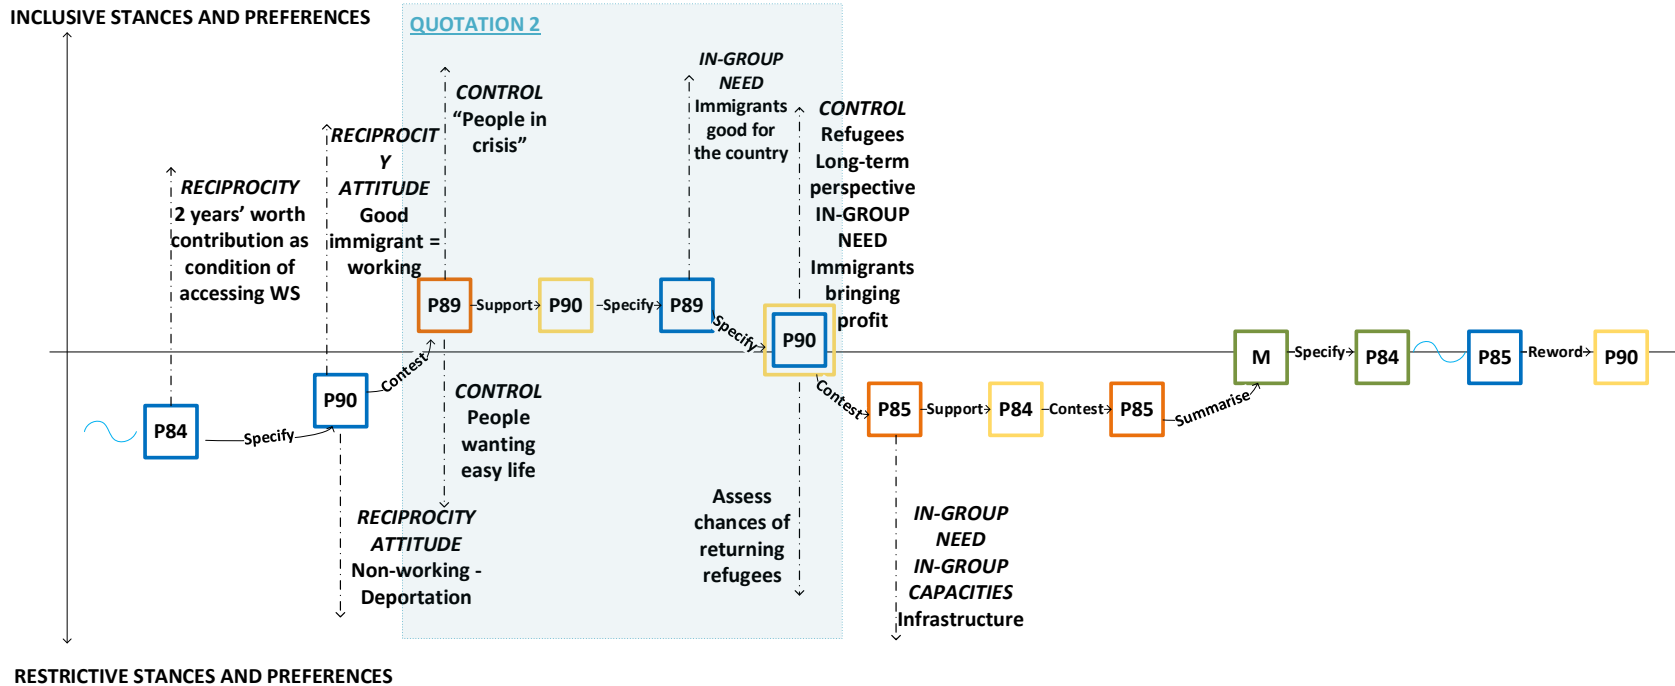 INCLUSIVE STANCES AND PREFERENCES
QUOTATION 2
RECIPROCITY
2 years’ worth
contribution as
condition of
accessing WS
RECIPROCIT
Y
ATTITUDE
Good
immigrant =
working
CONTROL
“People in
crisis”
IN-GROUP
NEED
Immigrants
good for
the country
CONTROL
Refugees
Long-term
perspective
IN-GROUP
NEED
Immigrants
bringing
profit
P84
Specify
P90
Contest
P89
Support
P90
Specify
P89
Specify
P90
Contest
P85
Support
P84
Contest
P85
Summarise
M
Specify
P84
P85
Reword
P90
RECIPROCITY
ATTITUDE
Non-working -
Deportation
CONTROL
People
wanting
easy life
Assess
chances of
returning
refugees
IN-GROUP
NEED
IN-GROUP
CAPACITIES
Infrastructure
RESTRICTIVE STANCES AND PREFERENCES